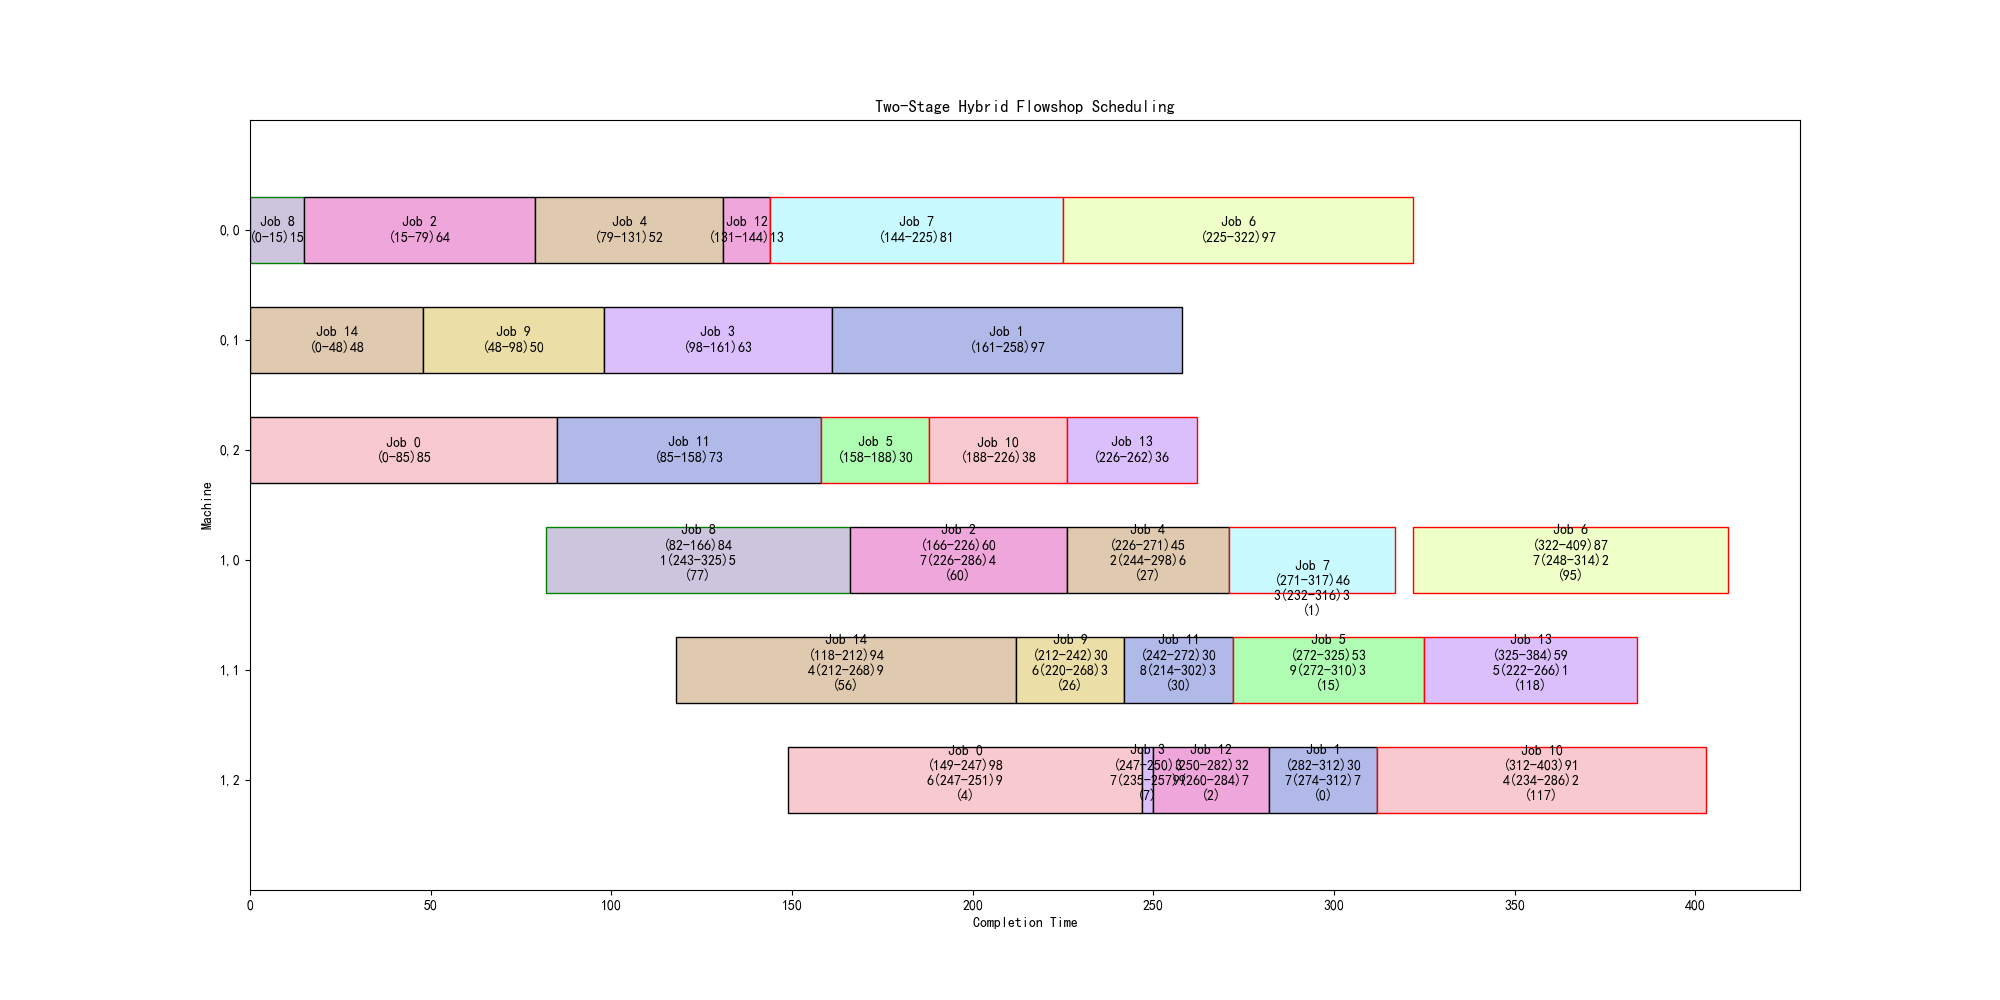 Two-Stage Hybrid Flowshop Scheduling
0,0
Job 8
(0-15)15
Job 2
(15-79)64
Job 4
(79-131)52
Job 12
(131-144)13
Job 7
(144-225)81
Job 6
(225-322)97
0,1
Job 14
(0-48)48
Job 9
(48-98)50
Job 3
(98-161)63
Job 1
(161-258)97
0,2
Job 0
(0-85)85
Job 11
(85-158)73
Job 5
(158-188)30
Job 10
(188-226)38
Job 13
(226-262)36
Machine
1,0
Job 8
(82-166)84
1(243-325)5
(77)
Job 2
(166-226)60
7(226-286)4
(60)
Job 4
(226-271)45
2(244-298)6
(27)
Job 7
(271-317)46
3(232-316)3
(1)
Job 6
(322-409)87
7(248-314)2
(95)
1,1
Job 14
(118-212)94
4(212-268)9
(56)
Job 9
(212-242)30
6(220-268)3
(26)
Job 11
(242-272)30
8(214-302)3
(30)
Job 5
(272-325)53
9(272-310)3
(15)
Job 13
(325-384)59
5(222-266)1
(118)
1,2
Job 0
(149-247)98
6(247-251)9
(4)
Job 3
(247-250)3
7(235-257)
(7)
Job 12
(250-282)32
(260-284)7
(2)
Job 1
(282-312)30
7(274-312)7
(0)
Job 10
(312-403)91
4(234-286)2
(117)
0
50
100
150
200
250
300
350
400
Completion Time